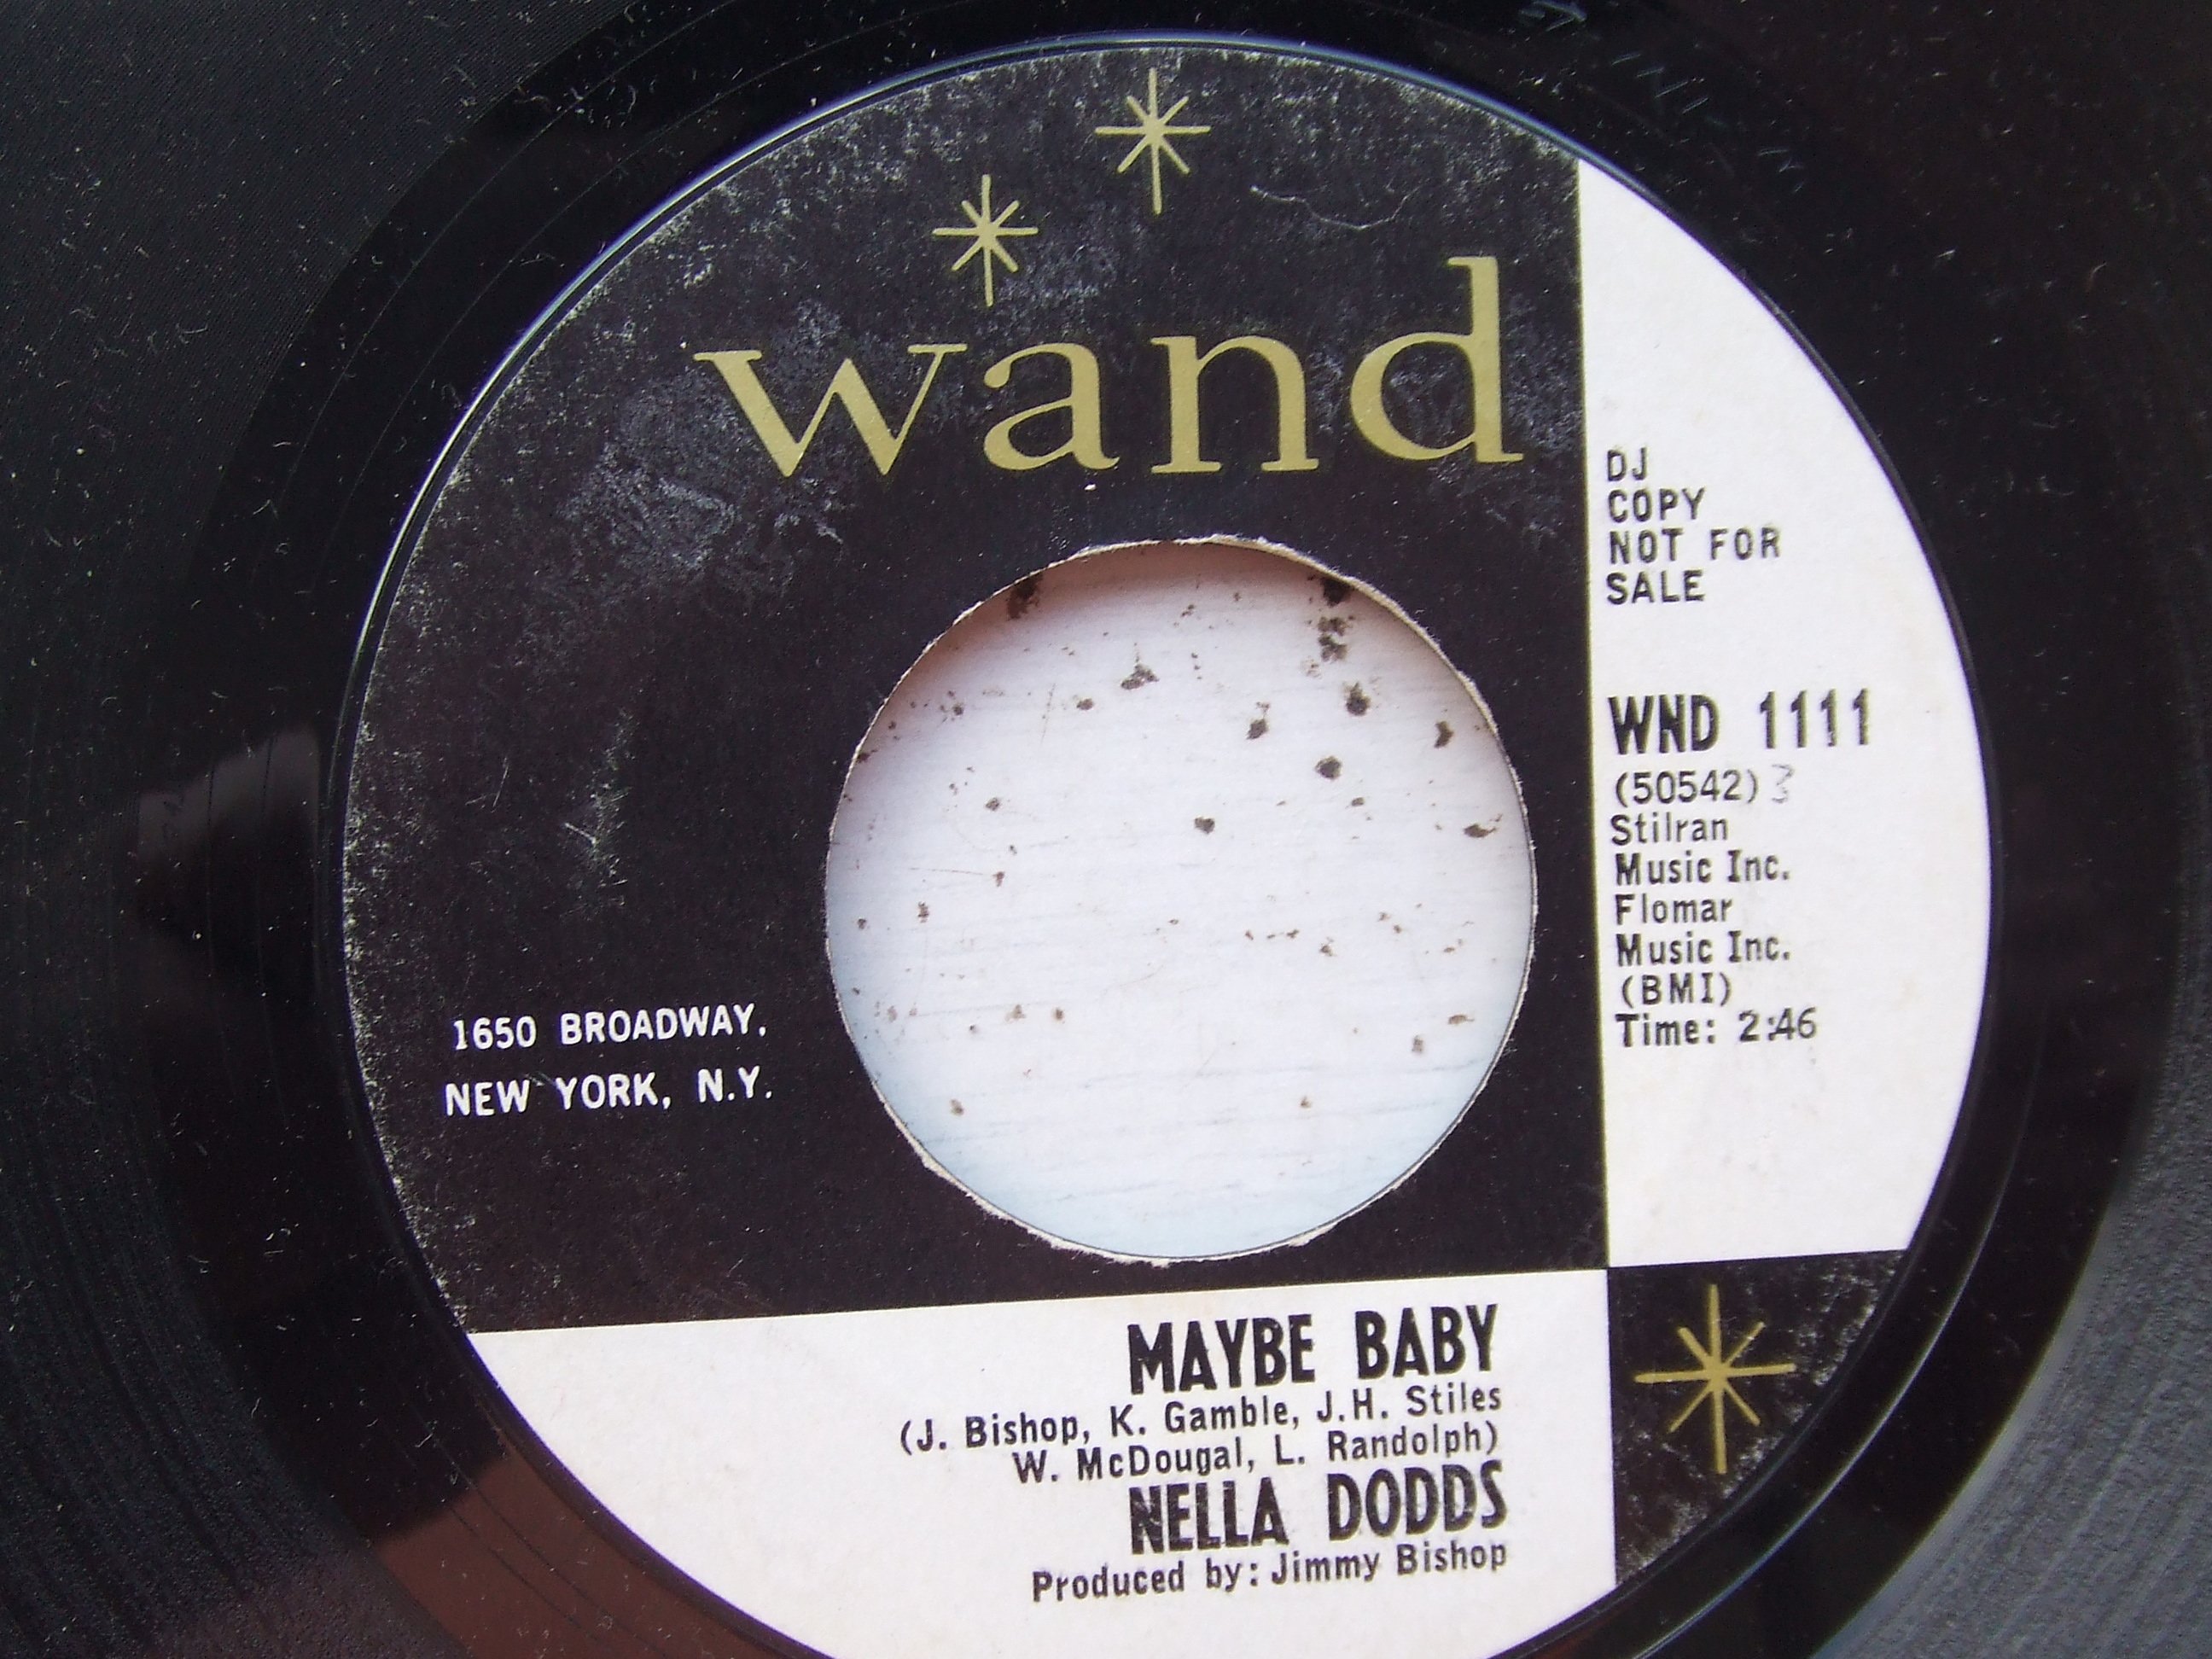 wand
DJ
COPY
NOT FOR
SALE
WND 1111
(50542) 3
Stilran
Music Inc.
Flomar
Music Inc.
(BMI)
Time: 2:46
1650 BROADWAY,
NEW YORK, N.Y.
MAYBE BABY
(J. Bishop, K. Gamble, J.H. Stiles
W. McDougal, L. Randolph)
NELLA DODDS
Produced by: Jimmy Bishop